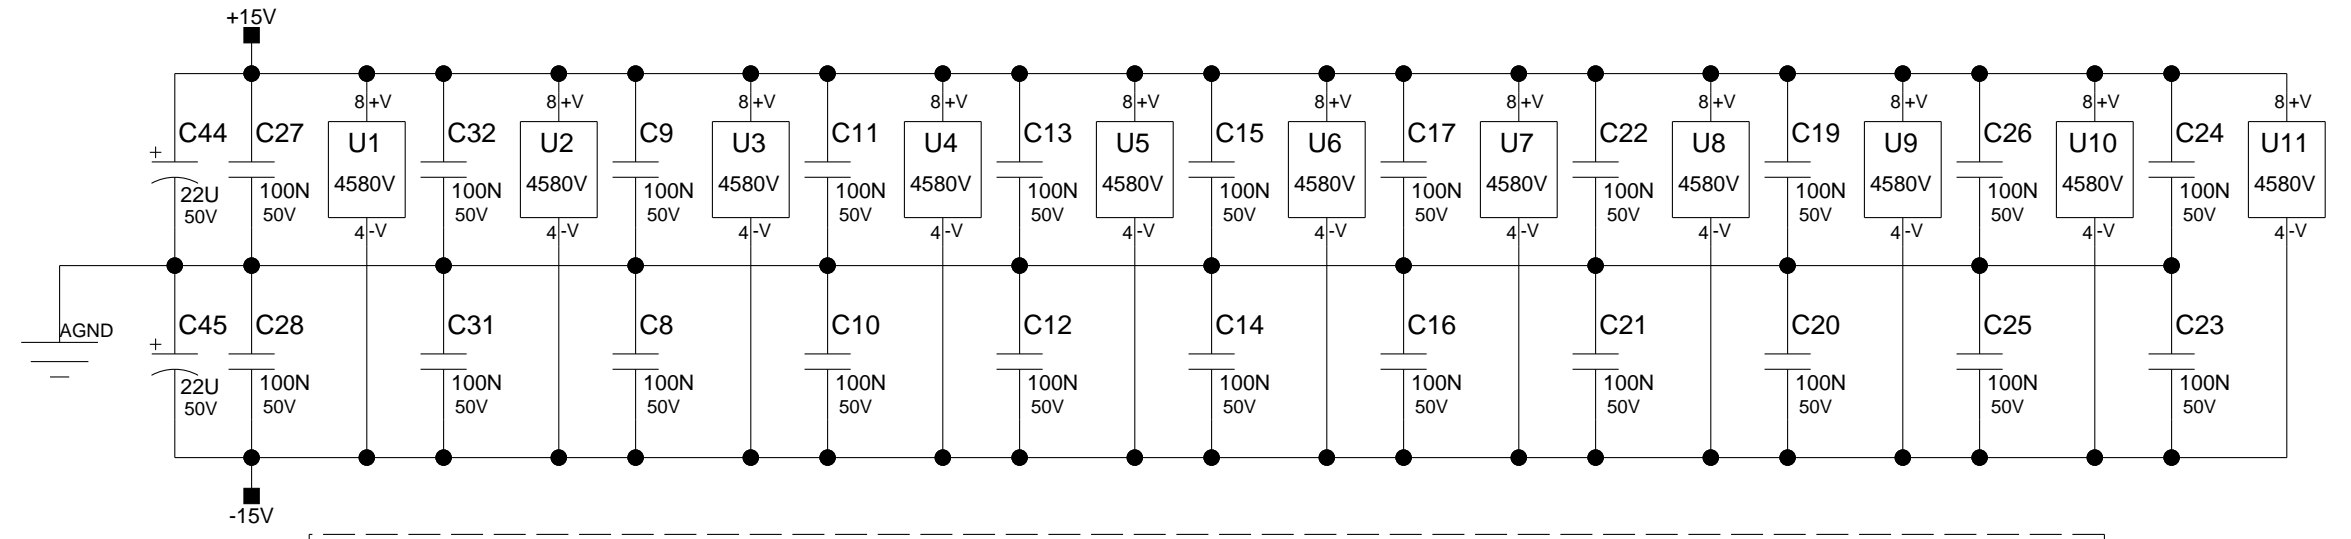 +15V
8 +V 8 +V 8 +V 8 +V 8 +V 8 +V 8 +V 8 +V 8 +V 8 +V 8 +V
C44 C27 U1 C32 U2 C9 U3 C11 U4 C13 U5 C15 U6 C17 U7 C22 U8 C19 U9 C26 U10 C24 U11
+
22U 100N 4580V 100N 4580V 100N 4580V 100N 4580V 100N 4580V 100N 4580V 100N 4580V 100N 4580V 100N 4580V 100N 4580V 100N 4580V
50V 50V 50V 50V 50V 50V 50V 50V 50V 50V 50V 50V
4 -V 4 -V 4 -V 4 -V 4 -V 4 -V 4 -V 4 -V 4 -V 4 -V 4 -V
AGND C45 C28 C31 C8 C10 C12 C14 C16 C21 C20 C25 C23
+
22U 100N 100N 100N 100N 100N 100N 100N 100N 100N 100N 100N
50V 50V 50V 50V 50V 50V 50V 50V 50V 50V 50V 50V
-15V